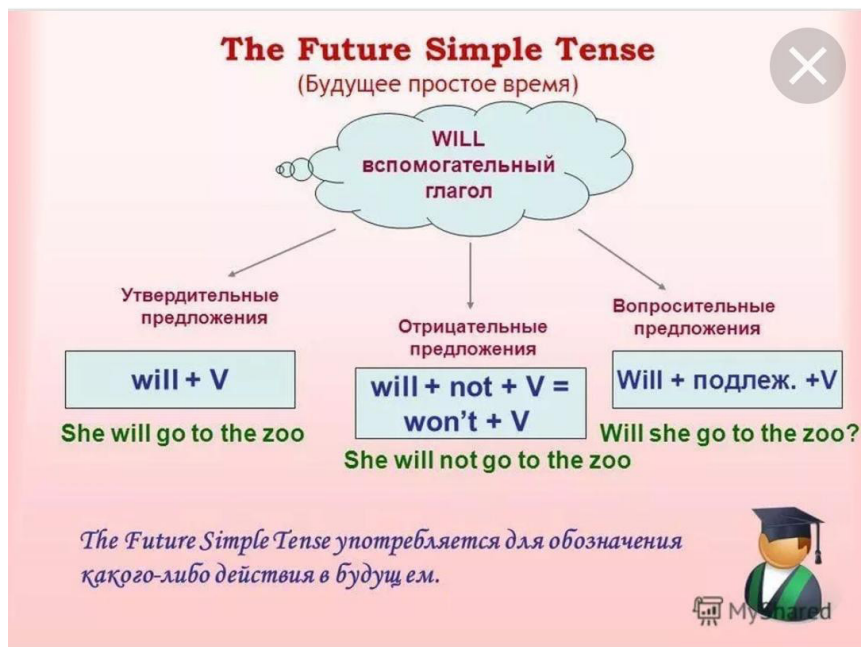 The Future Simple Tense
(Будущее простое время)
WILL
вспомогательный
глагол
Утвердительные
предложения
will + V
She will go to the zoo
Отрицательные
предложения
will + not + V =
won't + V
She will not go to the zoo
Вопросительные
предложения
Will + подлеж. +V
Will she go to the zoo?
The Future Simple Tense употребляется для обозначения
какого-либо действия в будущ ем.
MyShared